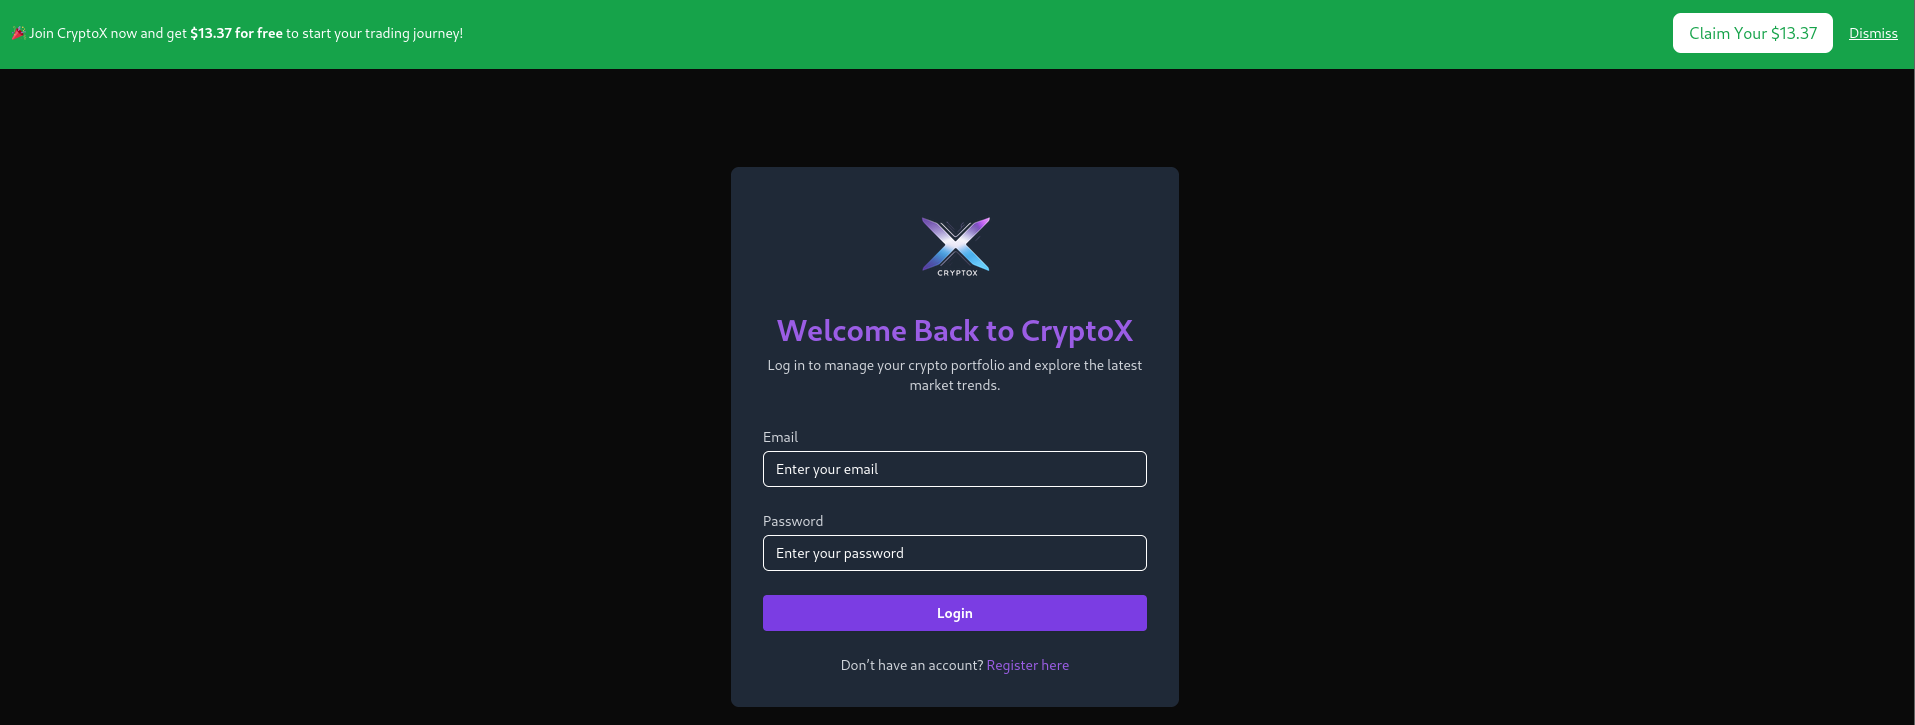 🎉 Join CryptoX now and get $13.37 for free to start your trading journey!
Claim Your $13.37
Dismiss
CRYPTOX
Welcome Back to CryptoX
Log in to manage your crypto portfolio and explore the latest
market trends.
Email
Enter your email
Password
Enter your password
Login
Don’t have an account? Register here